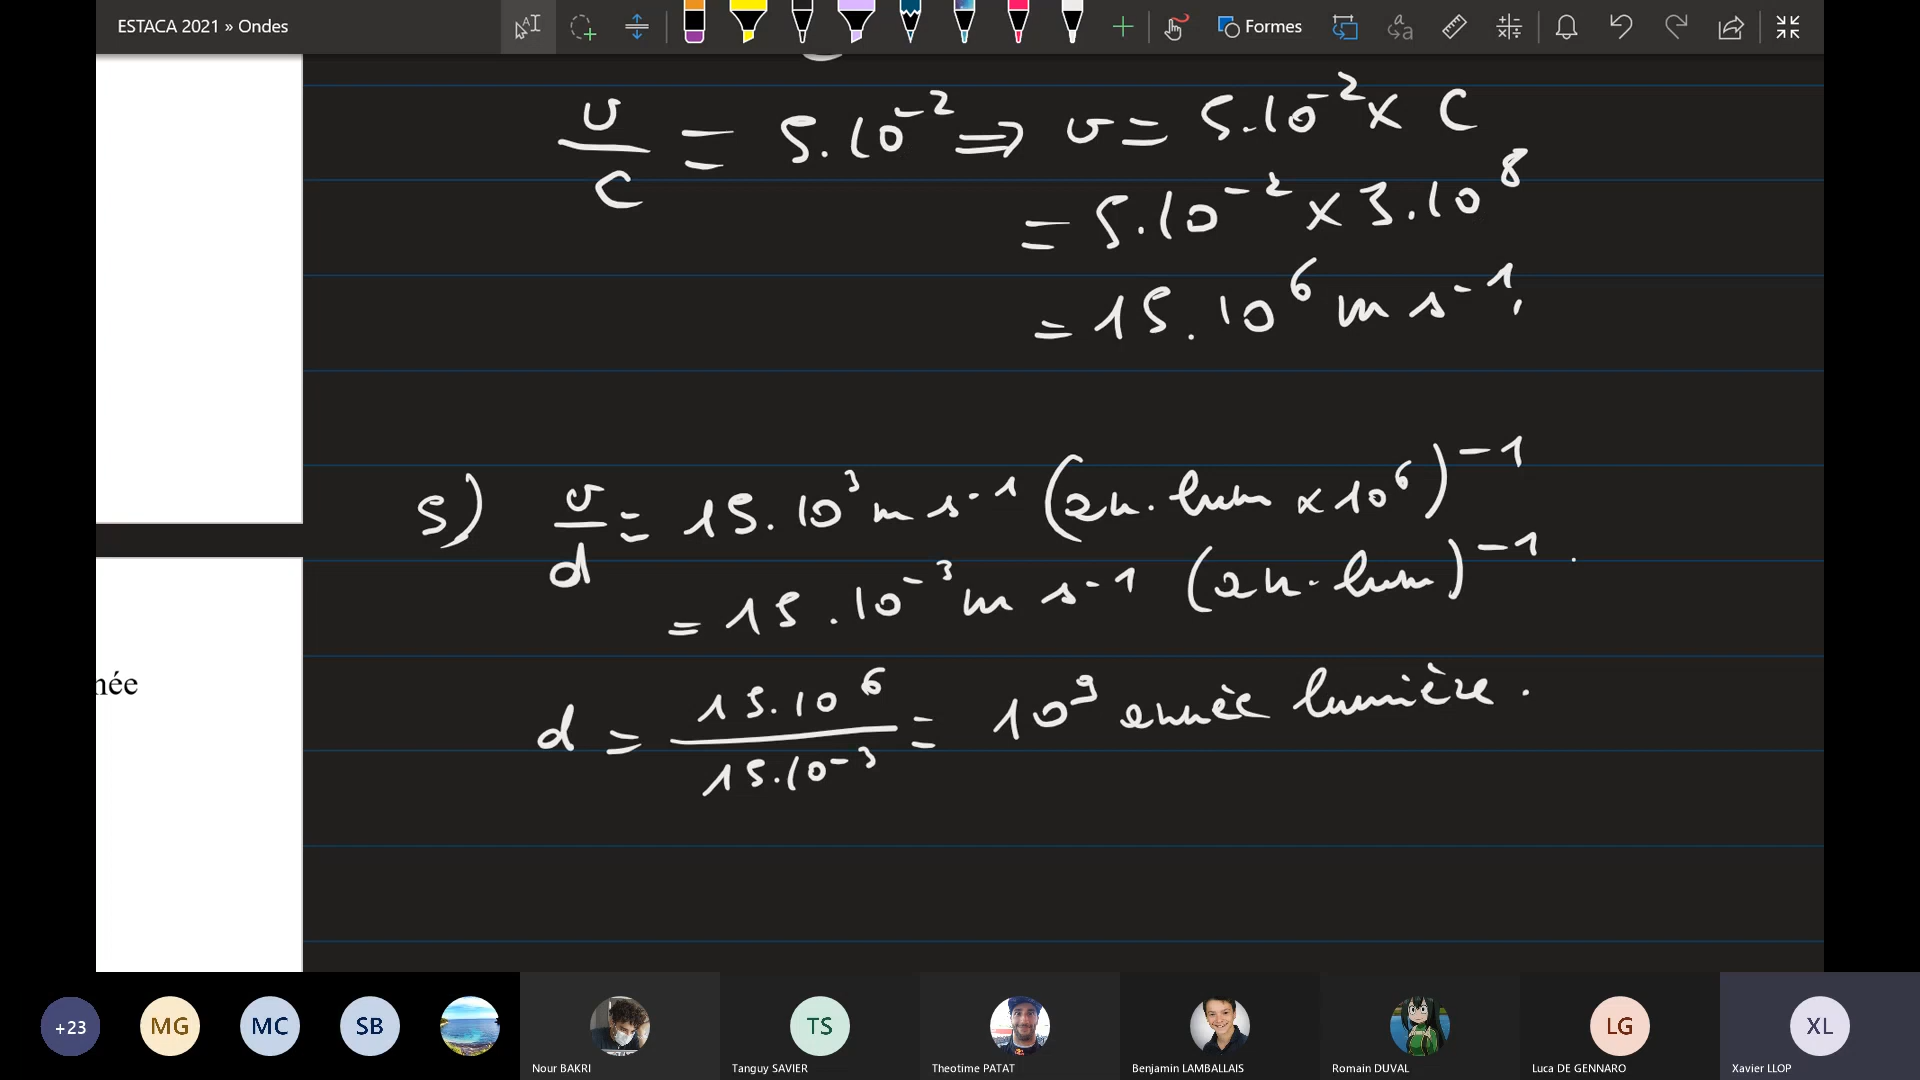 ESTACA 2021 » Ondes
Formes
v/c = 5.10⁻² ⇒ v = 5.10⁻² × C
= 5.10⁻² × 3.10⁸
= 15.10⁶ m s⁻¹.
5) v/d = 15.10³ m s⁻¹ (an.lum × 10⁶)⁻¹
= 15.10⁻³ m s⁻¹ (an.lum)⁻¹.
née
d = 15.10⁶/15.10⁻³ = 10⁹ année lumière.
+23
MG
MC
SB
TS
LG
XL
Nour BAKRI
Tanguy SAVIER
Theotime PATAT
Benjamin LAMBALLAIS
Romain DUVAL
Luca DE GENNARO
Xavier LLOP